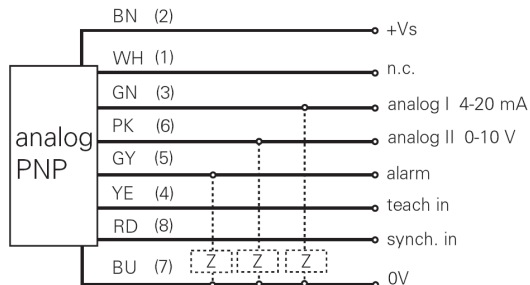 BN (2) +Vs
WH (1) n.c.
GN (3) analog I 4-20 mA
PK (6) analog II 0-10 V
analog
PNP
GY (5) alarm
YE (4) teach in
RD (8) synch. in
Z Z Z
BU (7) 0V